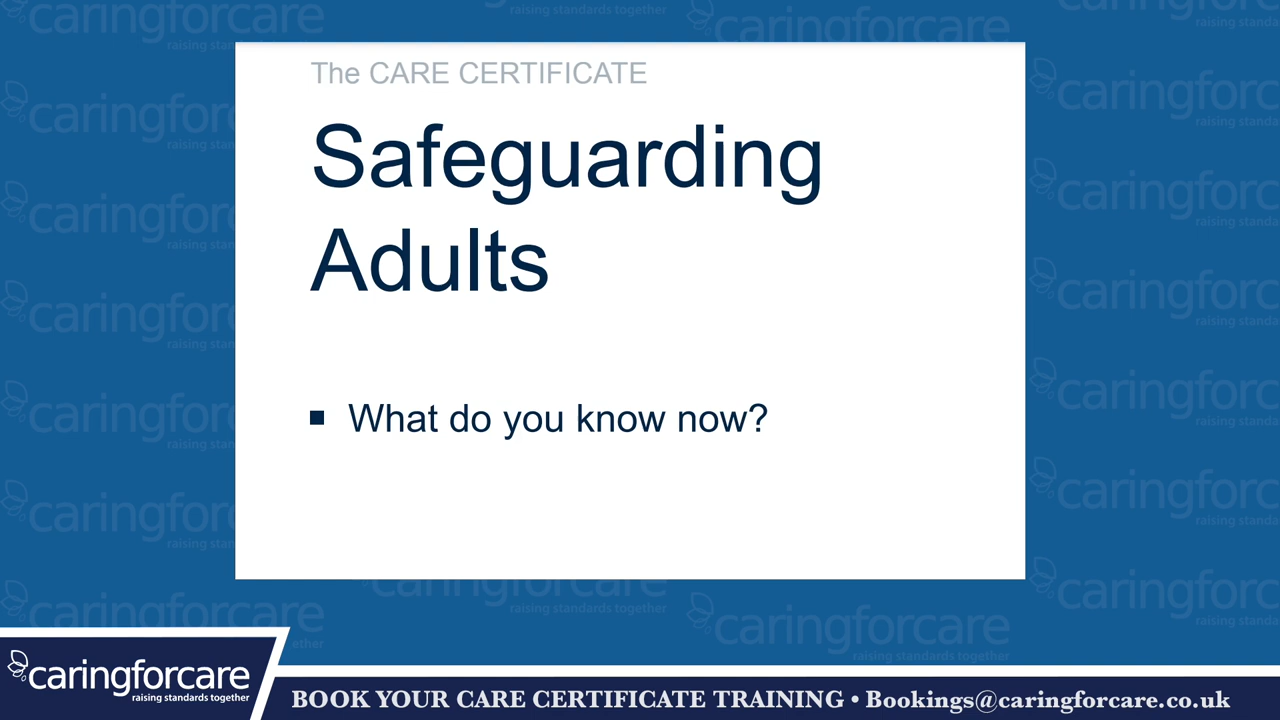 The CARE CERTIFICATE
Safeguarding
Adults
■ What do you know now?
caringforcare
raising standards together
BOOK YOUR CARE CERTIFICATE TRAINING • Bookings@caringforcare.co.uk